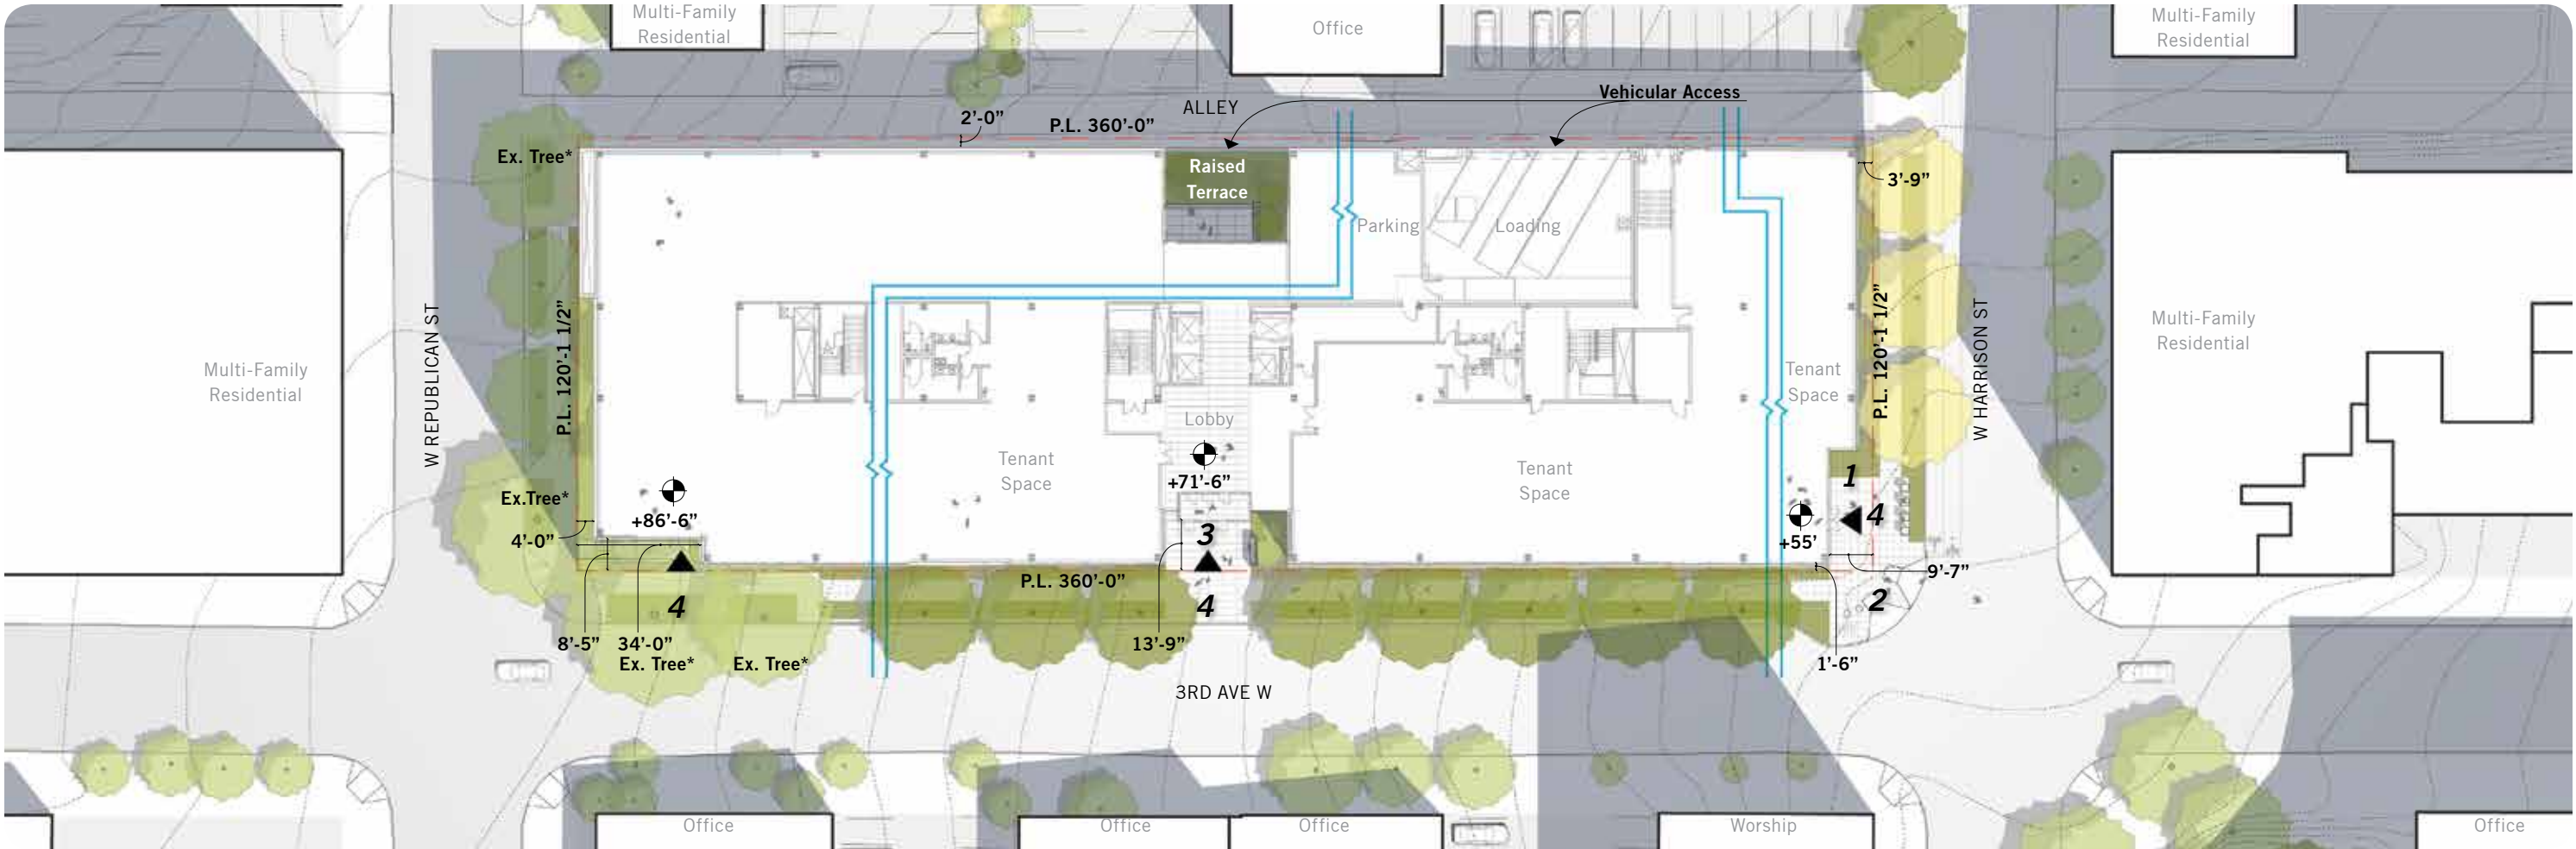 Multi-Family
Residential
Office
Multi-Family
Residential
Vehicular Access
ALLEY
2’-0”
P.L. 360’-0”
Ex. Tree*
Raised
Terrace
3’-9”
Parking
Loading
W REPUBLICAN ST
P.L. 120’-1 1/2”
P.L. 120’-1 1/2”
W HARRISON ST
Multi-Family
Residential
Multi-Family
Residential
Tenant
Space
Lobby
Tenant
Space
Tenant
Space
+71’-6”
1
Ex.Tree*
+86’-6”
4
3
+55’
4’-0”
P.L. 360’-0”
9’-7”
4
4
2
8’-5”
34’-0”
13’-9”
1’-6”
Ex. Tree*
Ex. Tree*
3RD AVE W
Office
Office
Office
Worship
Office